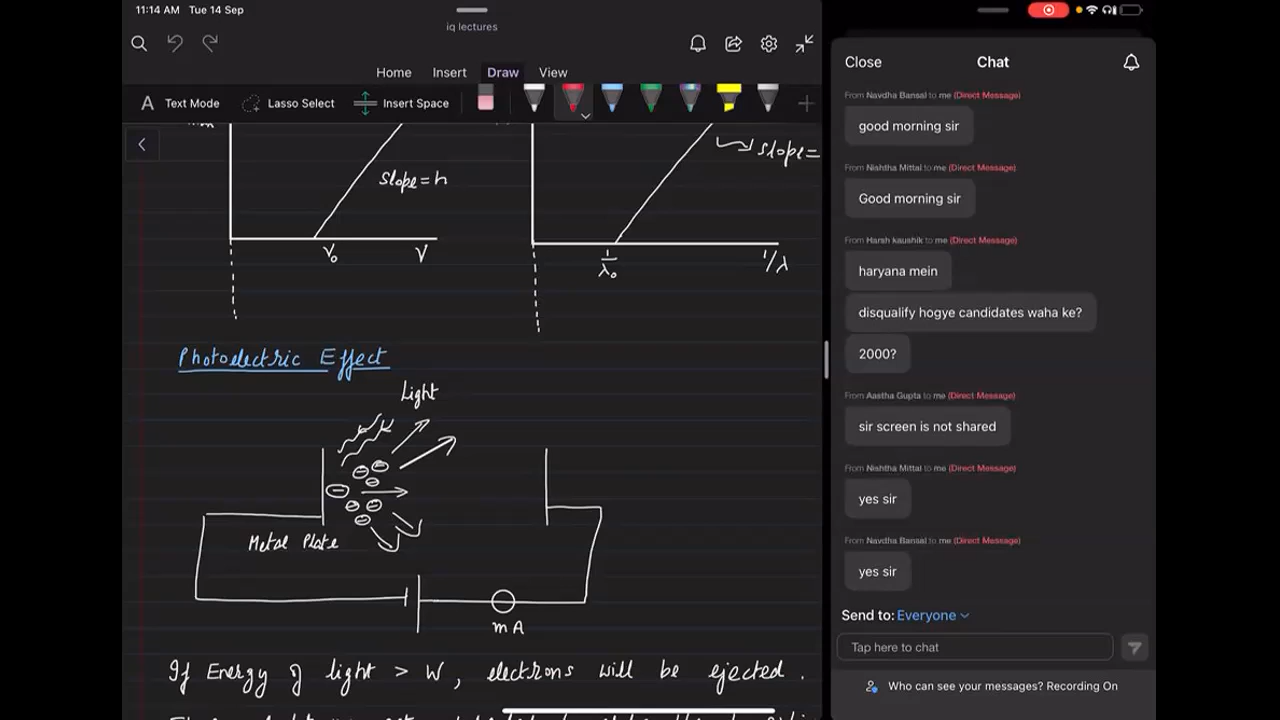 11:14 AM Tue 14 Sep
iq lectures
Home Insert Draw View
A Text Mode Lasso Select Insert Space
slope=h
slope=
γ₀ γ
1/λ₀ 1/λ
Photoelectric Effect
Light
Metal Plate
mA
If Energy of light > W, electrons will be ejected.
Close Chat
From Navdha Bansal to me (Direct Message)
good morning sir
From Nishtha Mittal to me (Direct Message)
Good morning sir
From Harsh kaushik to me (Direct Message)
haryana mein
disqualify hogye candidates waha ke?
2000?
From Aastha Gupta to me (Direct Message)
sir screen is not shared
From Nishtha Mittal to me (Direct Message)
yes sir
From Navdha Bansal to me (Direct Message)
yes sir
Send to: Everyone
Tap here to chat
Who can see your messages? Recording On